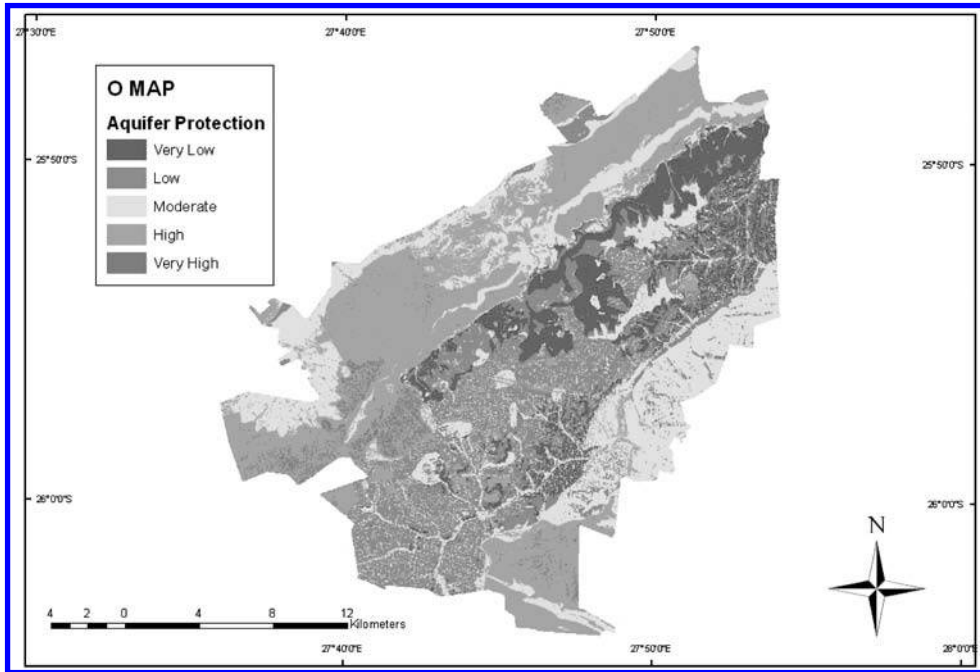 27°30'0"E 27°40'0"E 27°50'0"E
O MAP
Aquifer Protection
Very Low
Low
Moderate
High
Very High
25°50'0"S 25°50'0"S
26°0'0"S 26°0'0"S
N
4 2 0 4 8 12
Kilometers
27°40'0"E 27°50'0"E 28°0'0"E